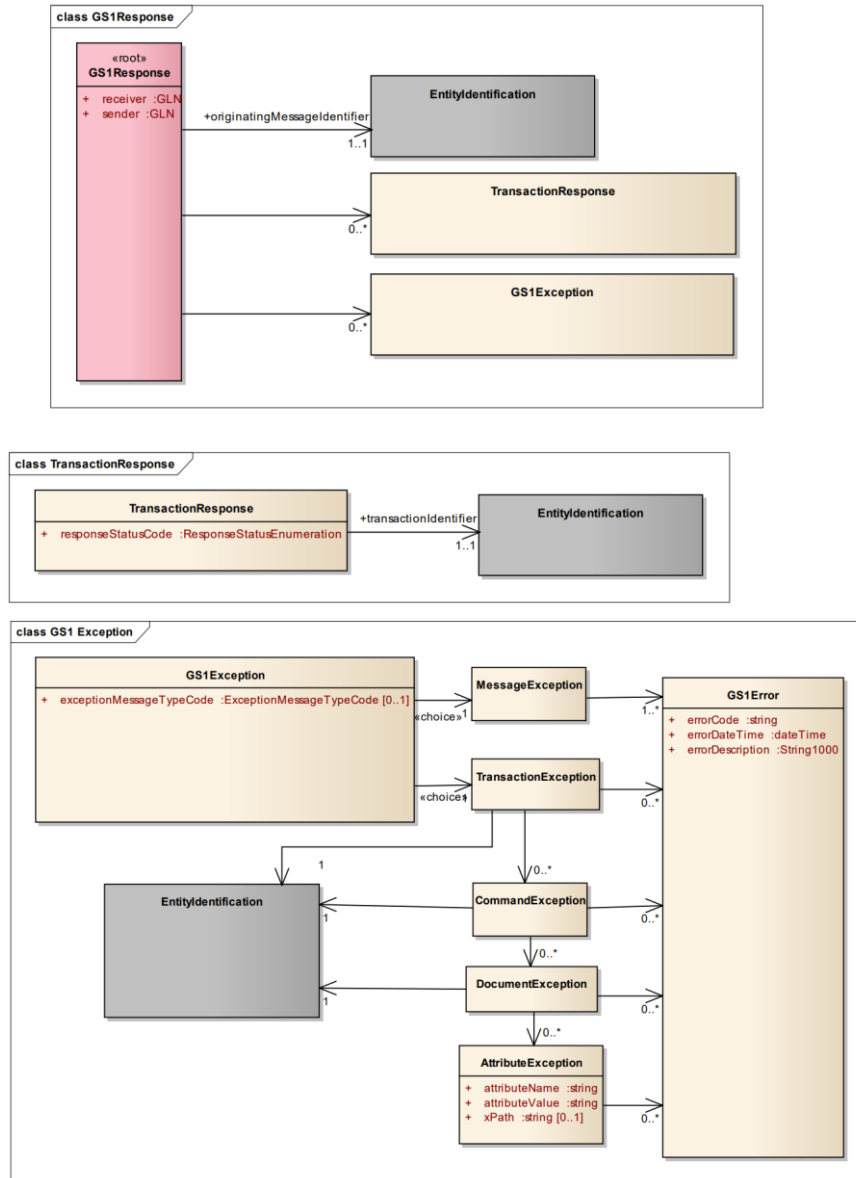 class GS1Response
«root»
GS1Response
+ receiver :GLN
+ sender :GLN
EntityIdentification
+originatingMessageIdentifier
1..1
TransactionResponse
0..*
GS1Exception
0..*
class TransactionResponse
TransactionResponse
+ responseStatusCode :ResponseStatusEnumeration
+transactionIdentifier
1..1
EntityIdentification
class GS1 Exception
GS1Exception
+ exceptionMessageTypeCode :ExceptionMessageTypeCode [0..1]
«choice»
1
MessageException
1..*
GS1Error
+ errorCode :string
+ errorDateTime :dateTime
+ errorDescription :String1000
«choice»
1
TransactionException
0..*
1
0..*
EntityIdentification
1
CommandException
0..*
0..*
1
DocumentException
0..*
0..*
AttributeException
+ attributeName :string
+ attributeValue :string
+ xPath :string [0..1]
0..*